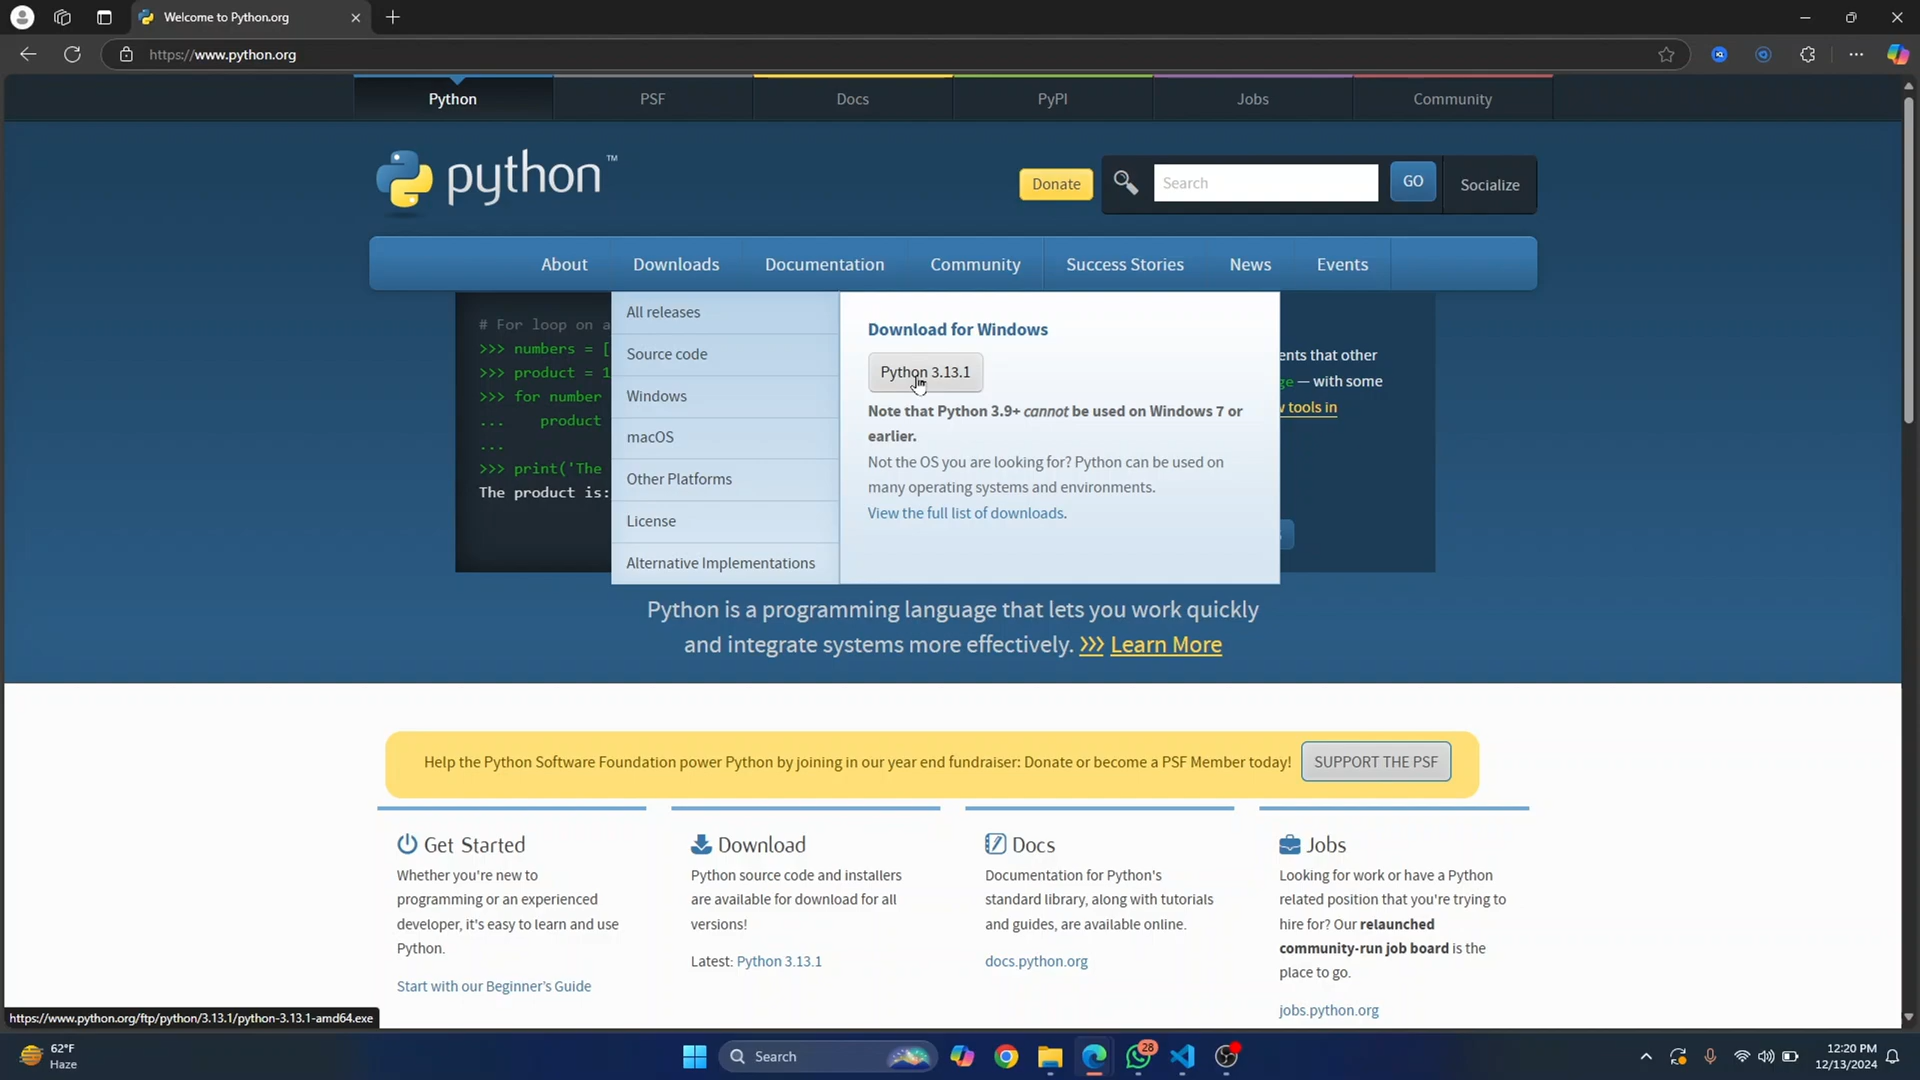 Welcome to Python.org
https://www.python.org
Python
PSF
Docs
PyPI
Jobs
Community
python™
Donate
Search
GO
Socialize
About
Downloads
Documentation
Community
Success Stories
News
Events
# For loop on a
>>> numbers = [
>>> product = 1
>>> for number
... product
...
>>> print('The
The product is:
All releases
Source code
Windows
macOS
Other Platforms
License
Alternative Implementations
Download for Windows
Python 3.13.1
Note that Python 3.9+ cannot be used on Windows 7 or
earlier.
Not the OS you are looking for? Python can be used on
many operating systems and environments.
View the full list of downloads.
ents that other
— with some
tools in
Python is a programming language that lets you work quickly
and integrate systems more effectively. >>> Learn More
Help the Python Software Foundation power Python by joining in our year end fundraiser: Donate or become a PSF Member today!
SUPPORT THE PSF
Get Started
Whether you're new to
programming or an experienced
developer, it's easy to learn and use
Python.
Start with our Beginner's Guide
Download
Python source code and installers
are available for download for all
versions!
Latest: Python 3.13.1
Docs
Documentation for Python's
standard library, along with tutorials
and guides, are available online.
docs.python.org
Jobs
Looking for work or have a Python
related position that you're trying to
hire for? Our relaunched
community-run job board is the
place to go.
jobs.python.org
https://www.python.org/ftp/python/3.13.1/python-3.13.1-amd64.exe
62°F
Haze
Search
28
12:20 PM
12/13/2024